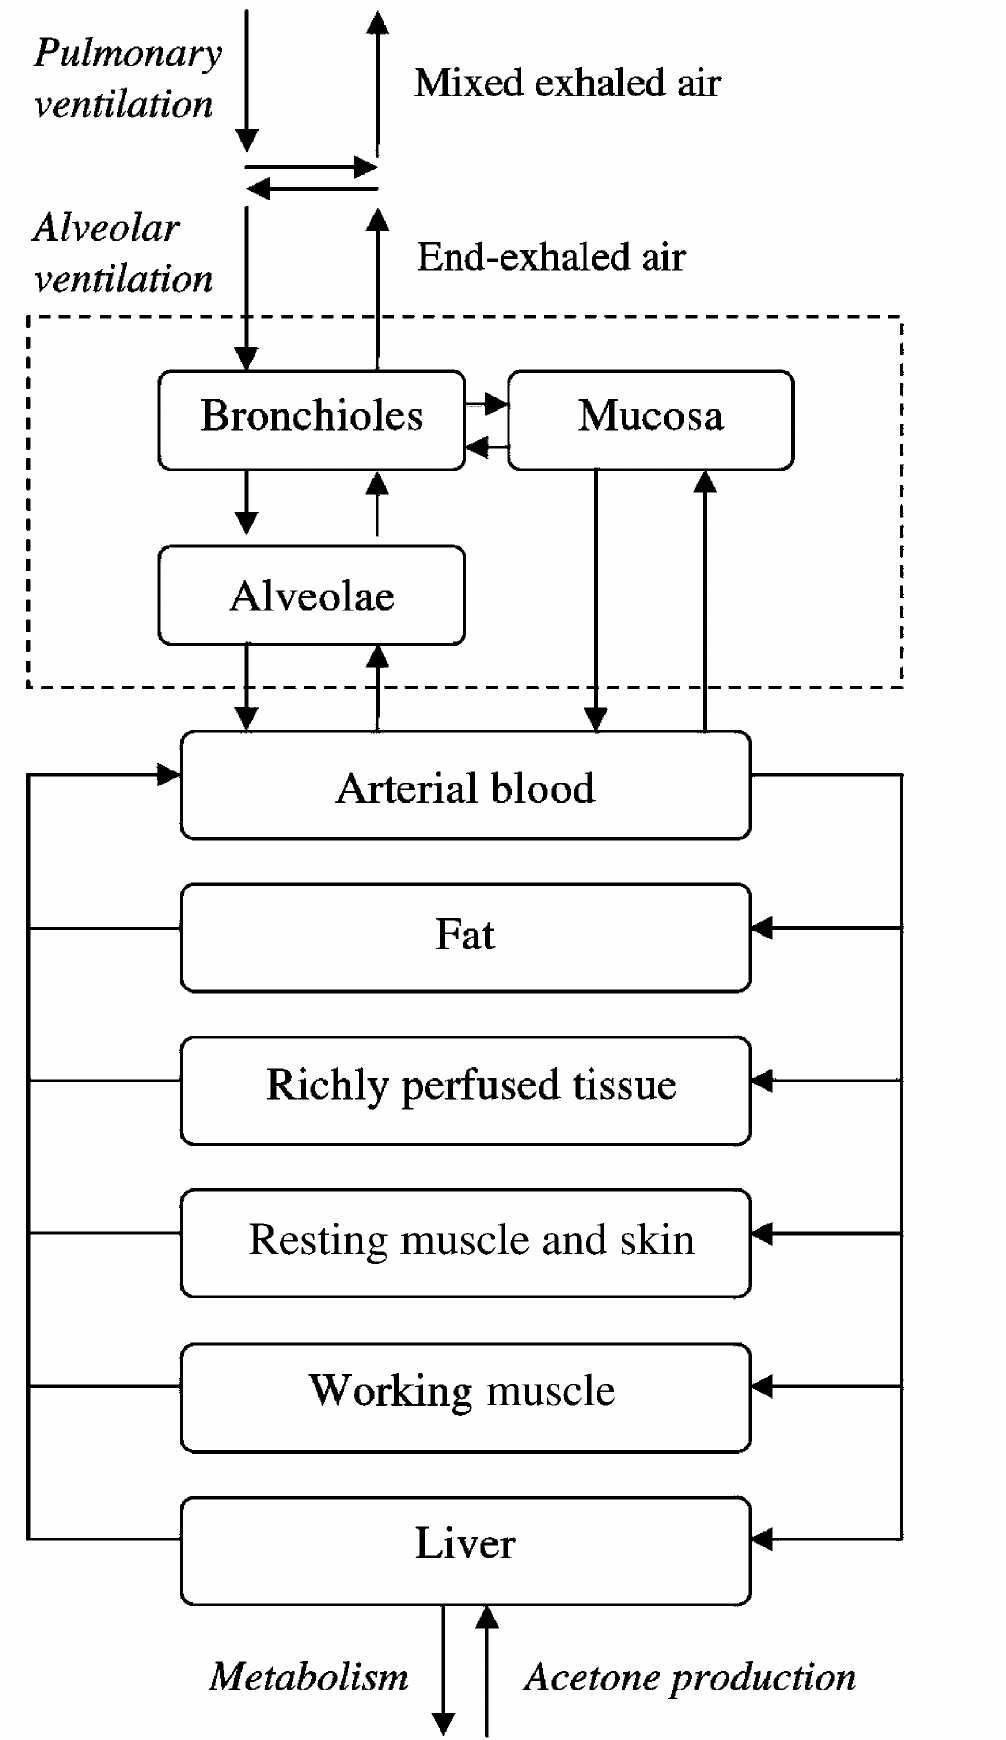 Pulmonary
ventilation
Mixed exhaled air
Alveolar
ventilation
End-exhaled air
Bronchioles
Mucosa
Alveolae
Arterial blood
Fat
Richly perfused tissue
Resting muscle and skin
Working muscle
Liver
Metabolism
Acetone production